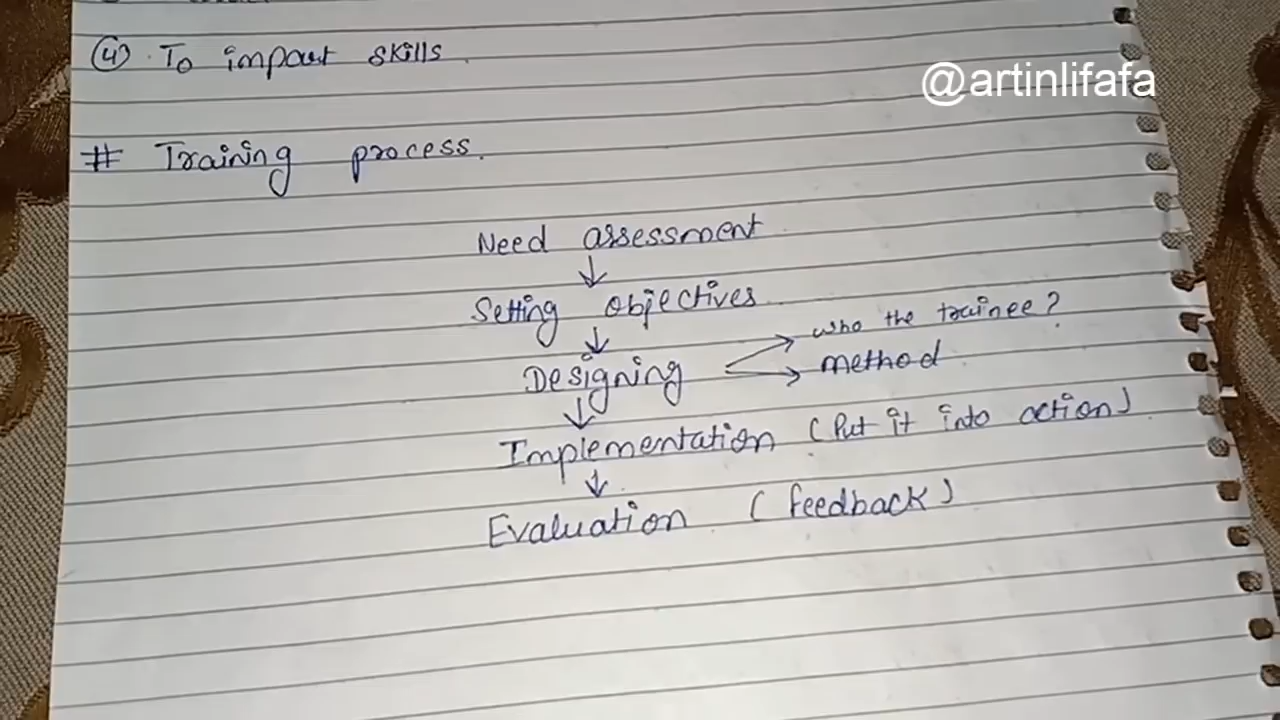 ④ To impart skills.
@artinlifafa
# Training process.
Need assessment
↓
Setting objectives
↓
Designing → who the trainee?
→ method
↓
Implementation (Put it into action)
↓
Evaluation (feedback)